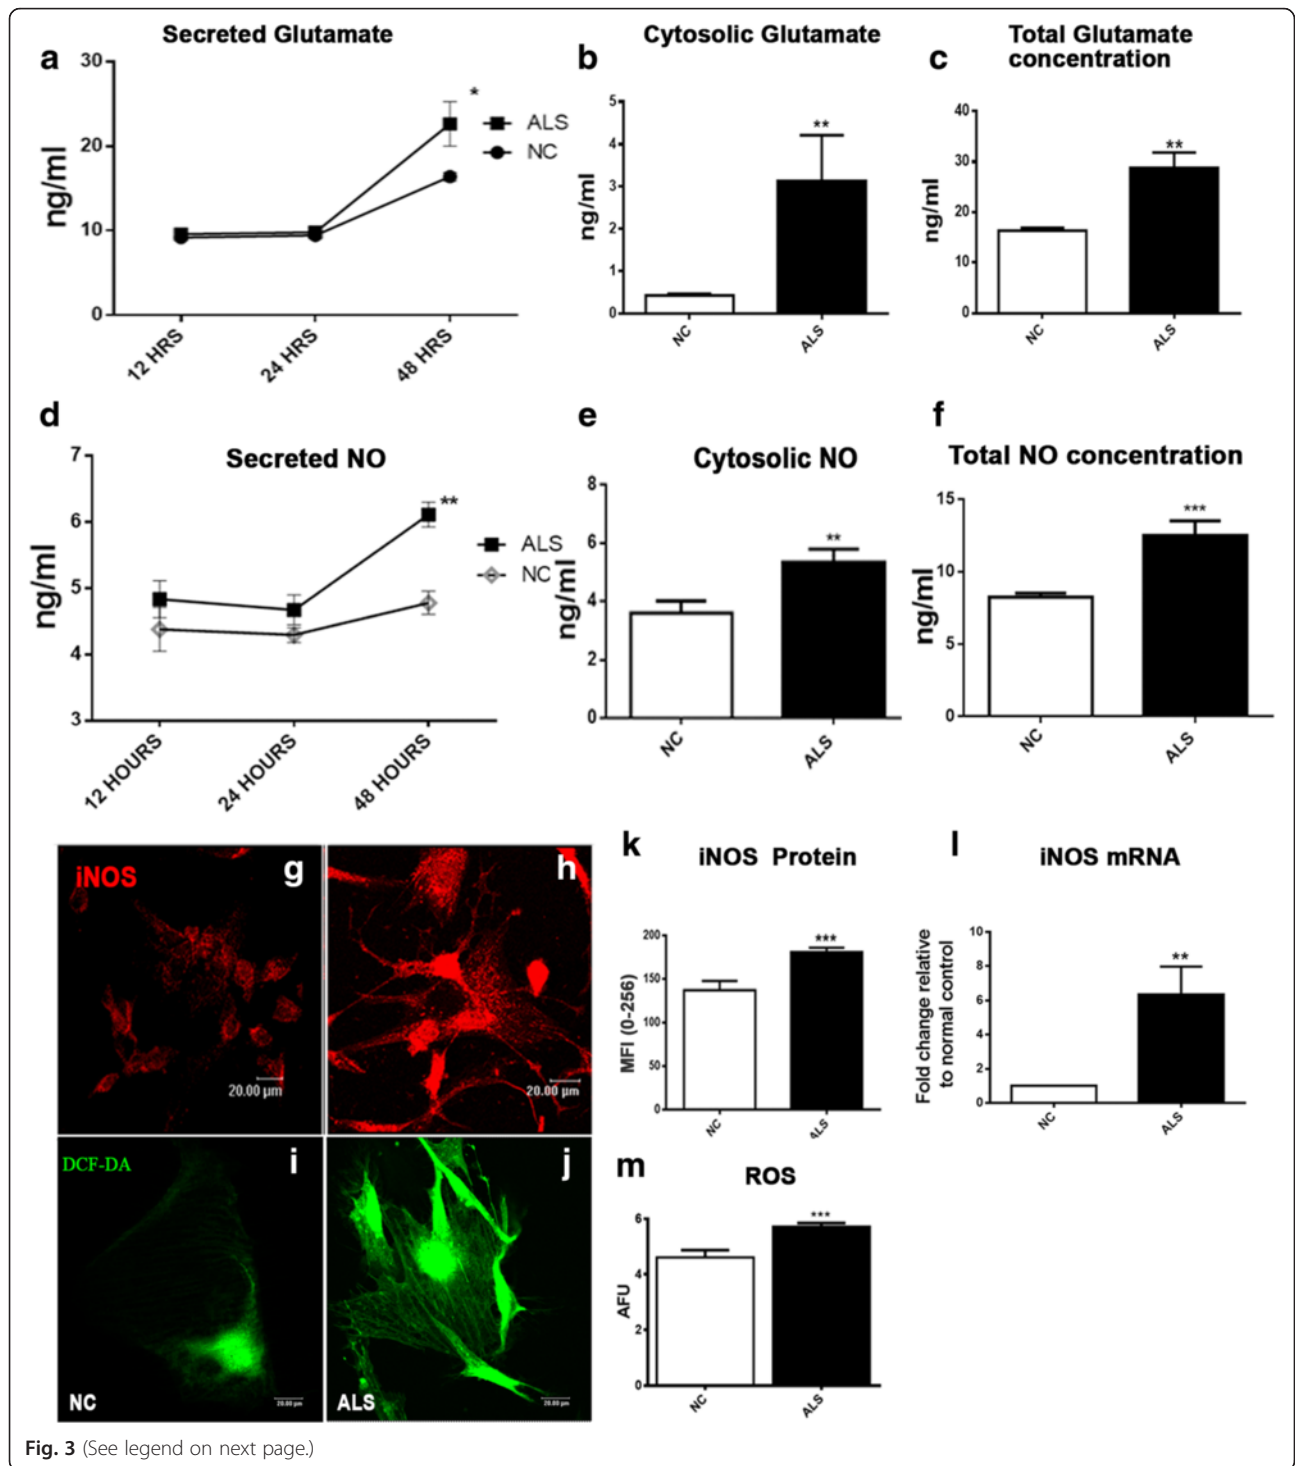 a
Secreted Glutamate
30
20
10
0
ng/ml
*
ALS
NC
12 HRS
24 HRS
48 HRS
b
Cytosolic Glutamate
5
4
3
2
1
0
ng/ml
**
NC
ALS
c
Total Glutamate
concentration
40
30
20
10
0
ng/ml
**
NC
ALS
d
Secreted NO
7
6
5
4
3
ng/ml
**
ALS
NC
12 HOURS
24 HOURS
48 HOURS
e
Cytosolic NO
8
6
4
2
0
ng/ml
**
NC
ALS
f
Total NO concentration
15
10
5
0
ng/ml
***
NC
ALS
iNOS
g
20.00 µm
h
20.00 µm
DCF-DA
i
NC
20.00 µm
j
ALS
20.00 µm
k
iNOS Protein
200
150
100
50
0
MFI (0-256)
***
NC
ALS
l
iNOS mRNA
10
8
6
4
2
0
Fold change relative
to normal control
**
NC
ALS
m
ROS
6
4
2
0
AFU
***
NC
ALS
Fig. 3 (See legend on next page.)